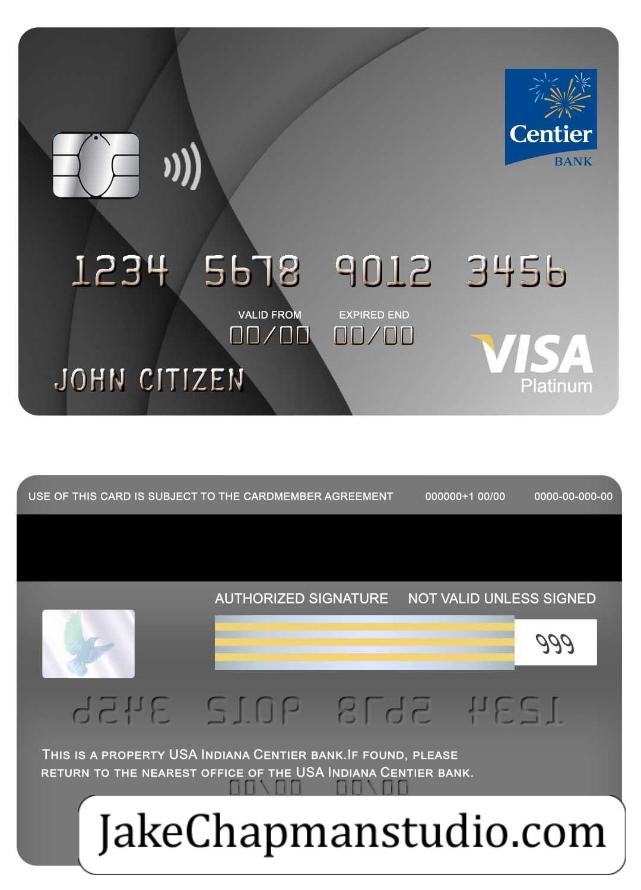 Centier
BANK
1234 5678 9012 3456
VALID FROM EXPIRED END
00/00 00/00
VISA
Platinum
JOHN CITIZEN
USE OF THIS CARD IS SUBJECT TO THE CARDMEMBER AGREEMENT 000000+1 00/00 0000-00-000-00
AUTHORIZED SIGNATURE NOT VALID UNLESS SIGNED
999
1234 5678 9012 3456
THIS IS A PROPERTY USA INDIANA CENTIER BANK.IF FOUND, PLEASE
RETURN TO THE NEAREST OFFICE OF THE USA INDIANA CENTIER BANK.
00/00 00/00
JakeChapmanstudio.com